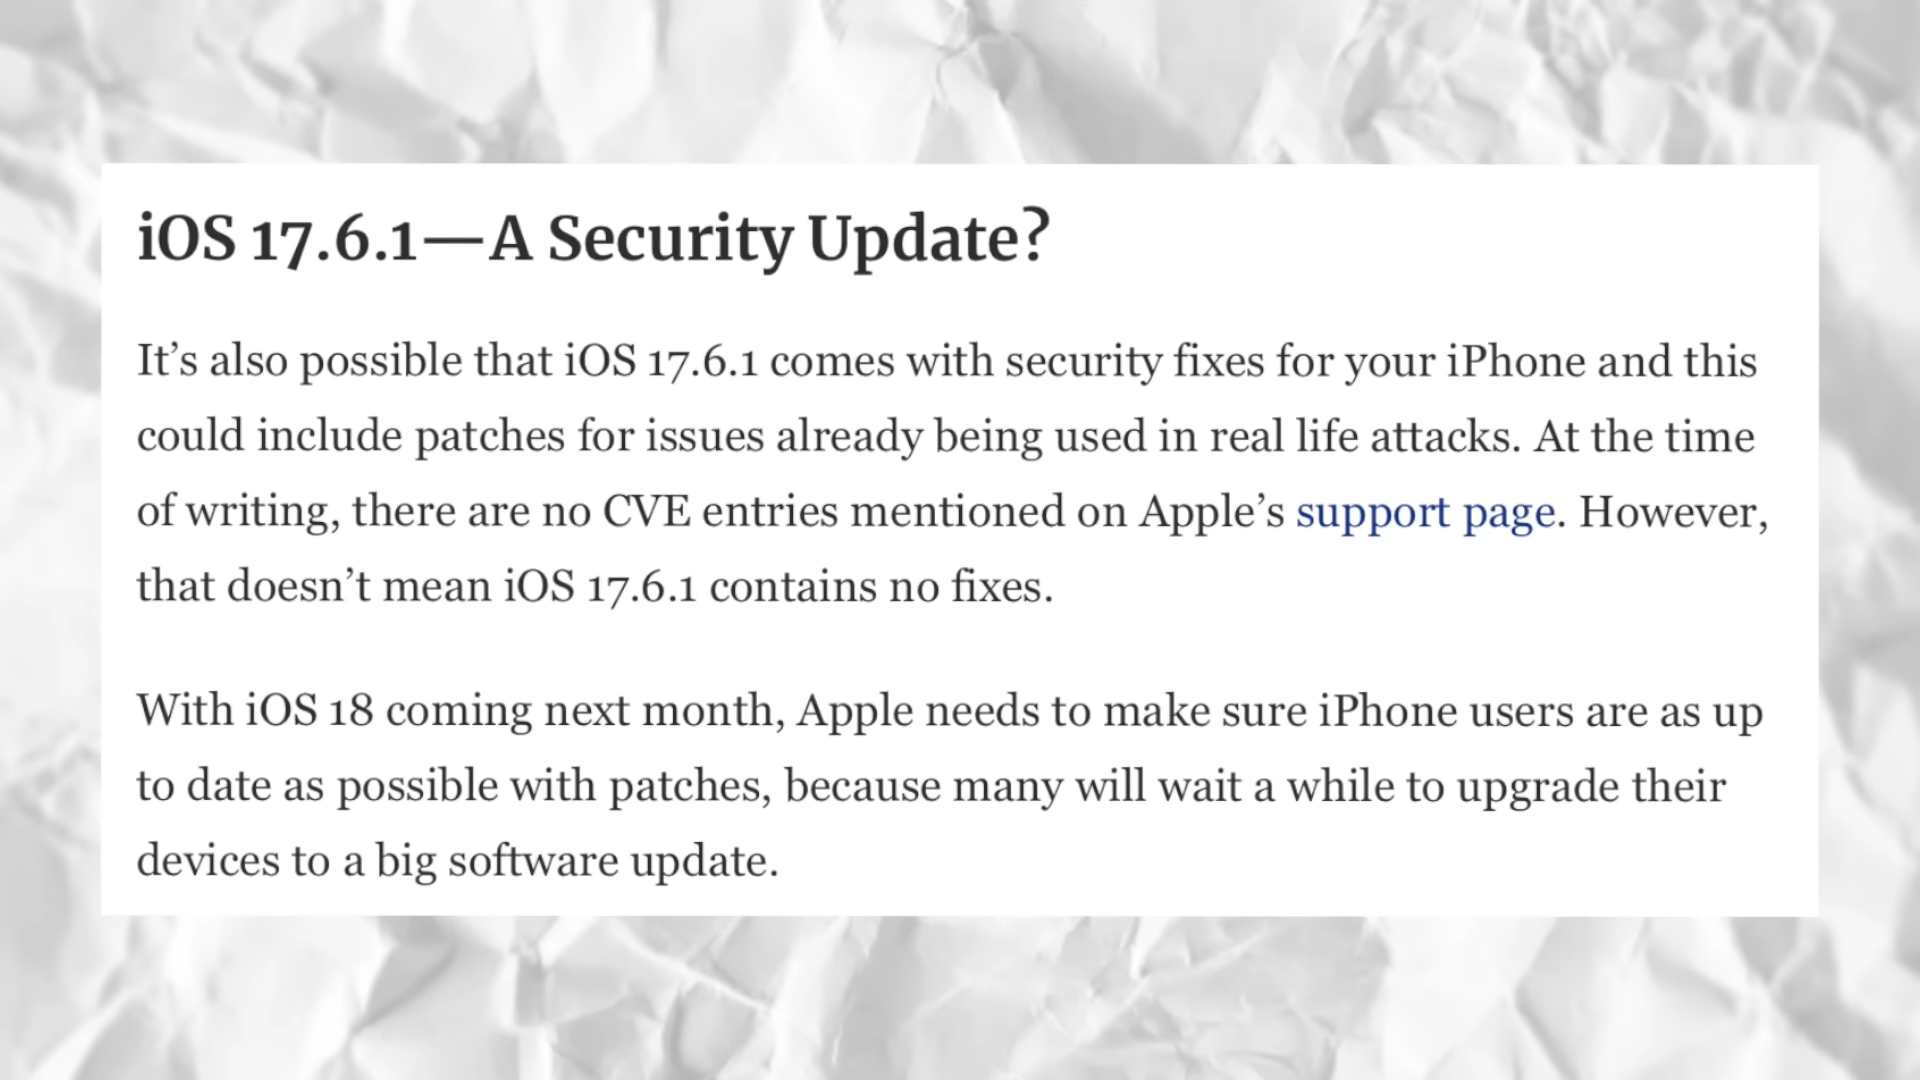 iOS 17.6.1—A Security Update?
It’s also possible that iOS 17.6.1 comes with security fixes for your iPhone and this
could include patches for issues already being used in real life attacks. At the time
of writing, there are no CVE entries mentioned on Apple’s support page. However,
that doesn’t mean iOS 17.6.1 contains no fixes.
With iOS 18 coming next month, Apple needs to make sure iPhone users are as up
to date as possible with patches, because many will wait a while to upgrade their
devices to a big software update.